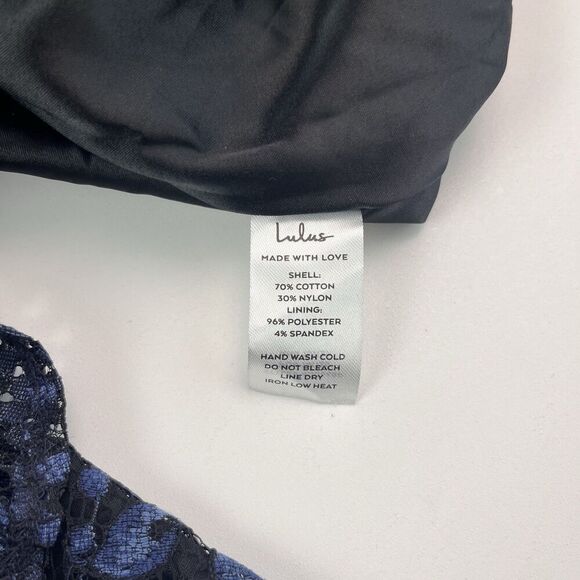 Lulus
MADE WITH LOVE
SHELL:
70% COTTON
30% NYLON
LINING:
96% POLYESTER
4% SPANDEX
HAND WASH COLD
DO NOT BLEACH
LINE DRY
IRON LOW HEAT